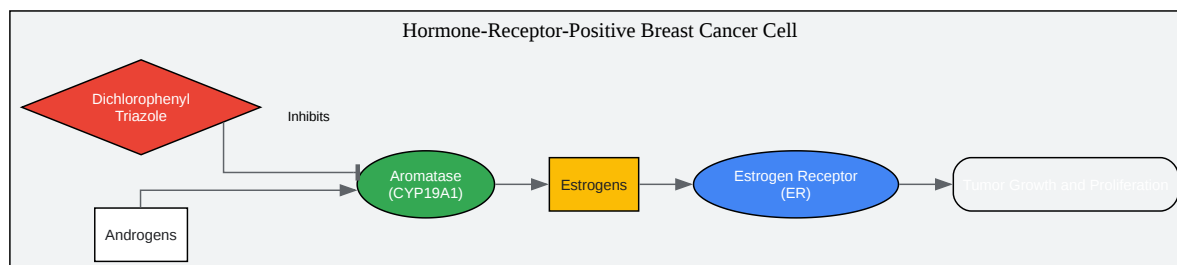 Hormone-Receptor-Positive Breast Cancer Cell
Dichlorophenyl
Triazole
Inhibits
Aromatase
(CYP19A1)
Estrogens
Estrogen Receptor
(ER)
Tumor Growth and Proliferation
Androgens